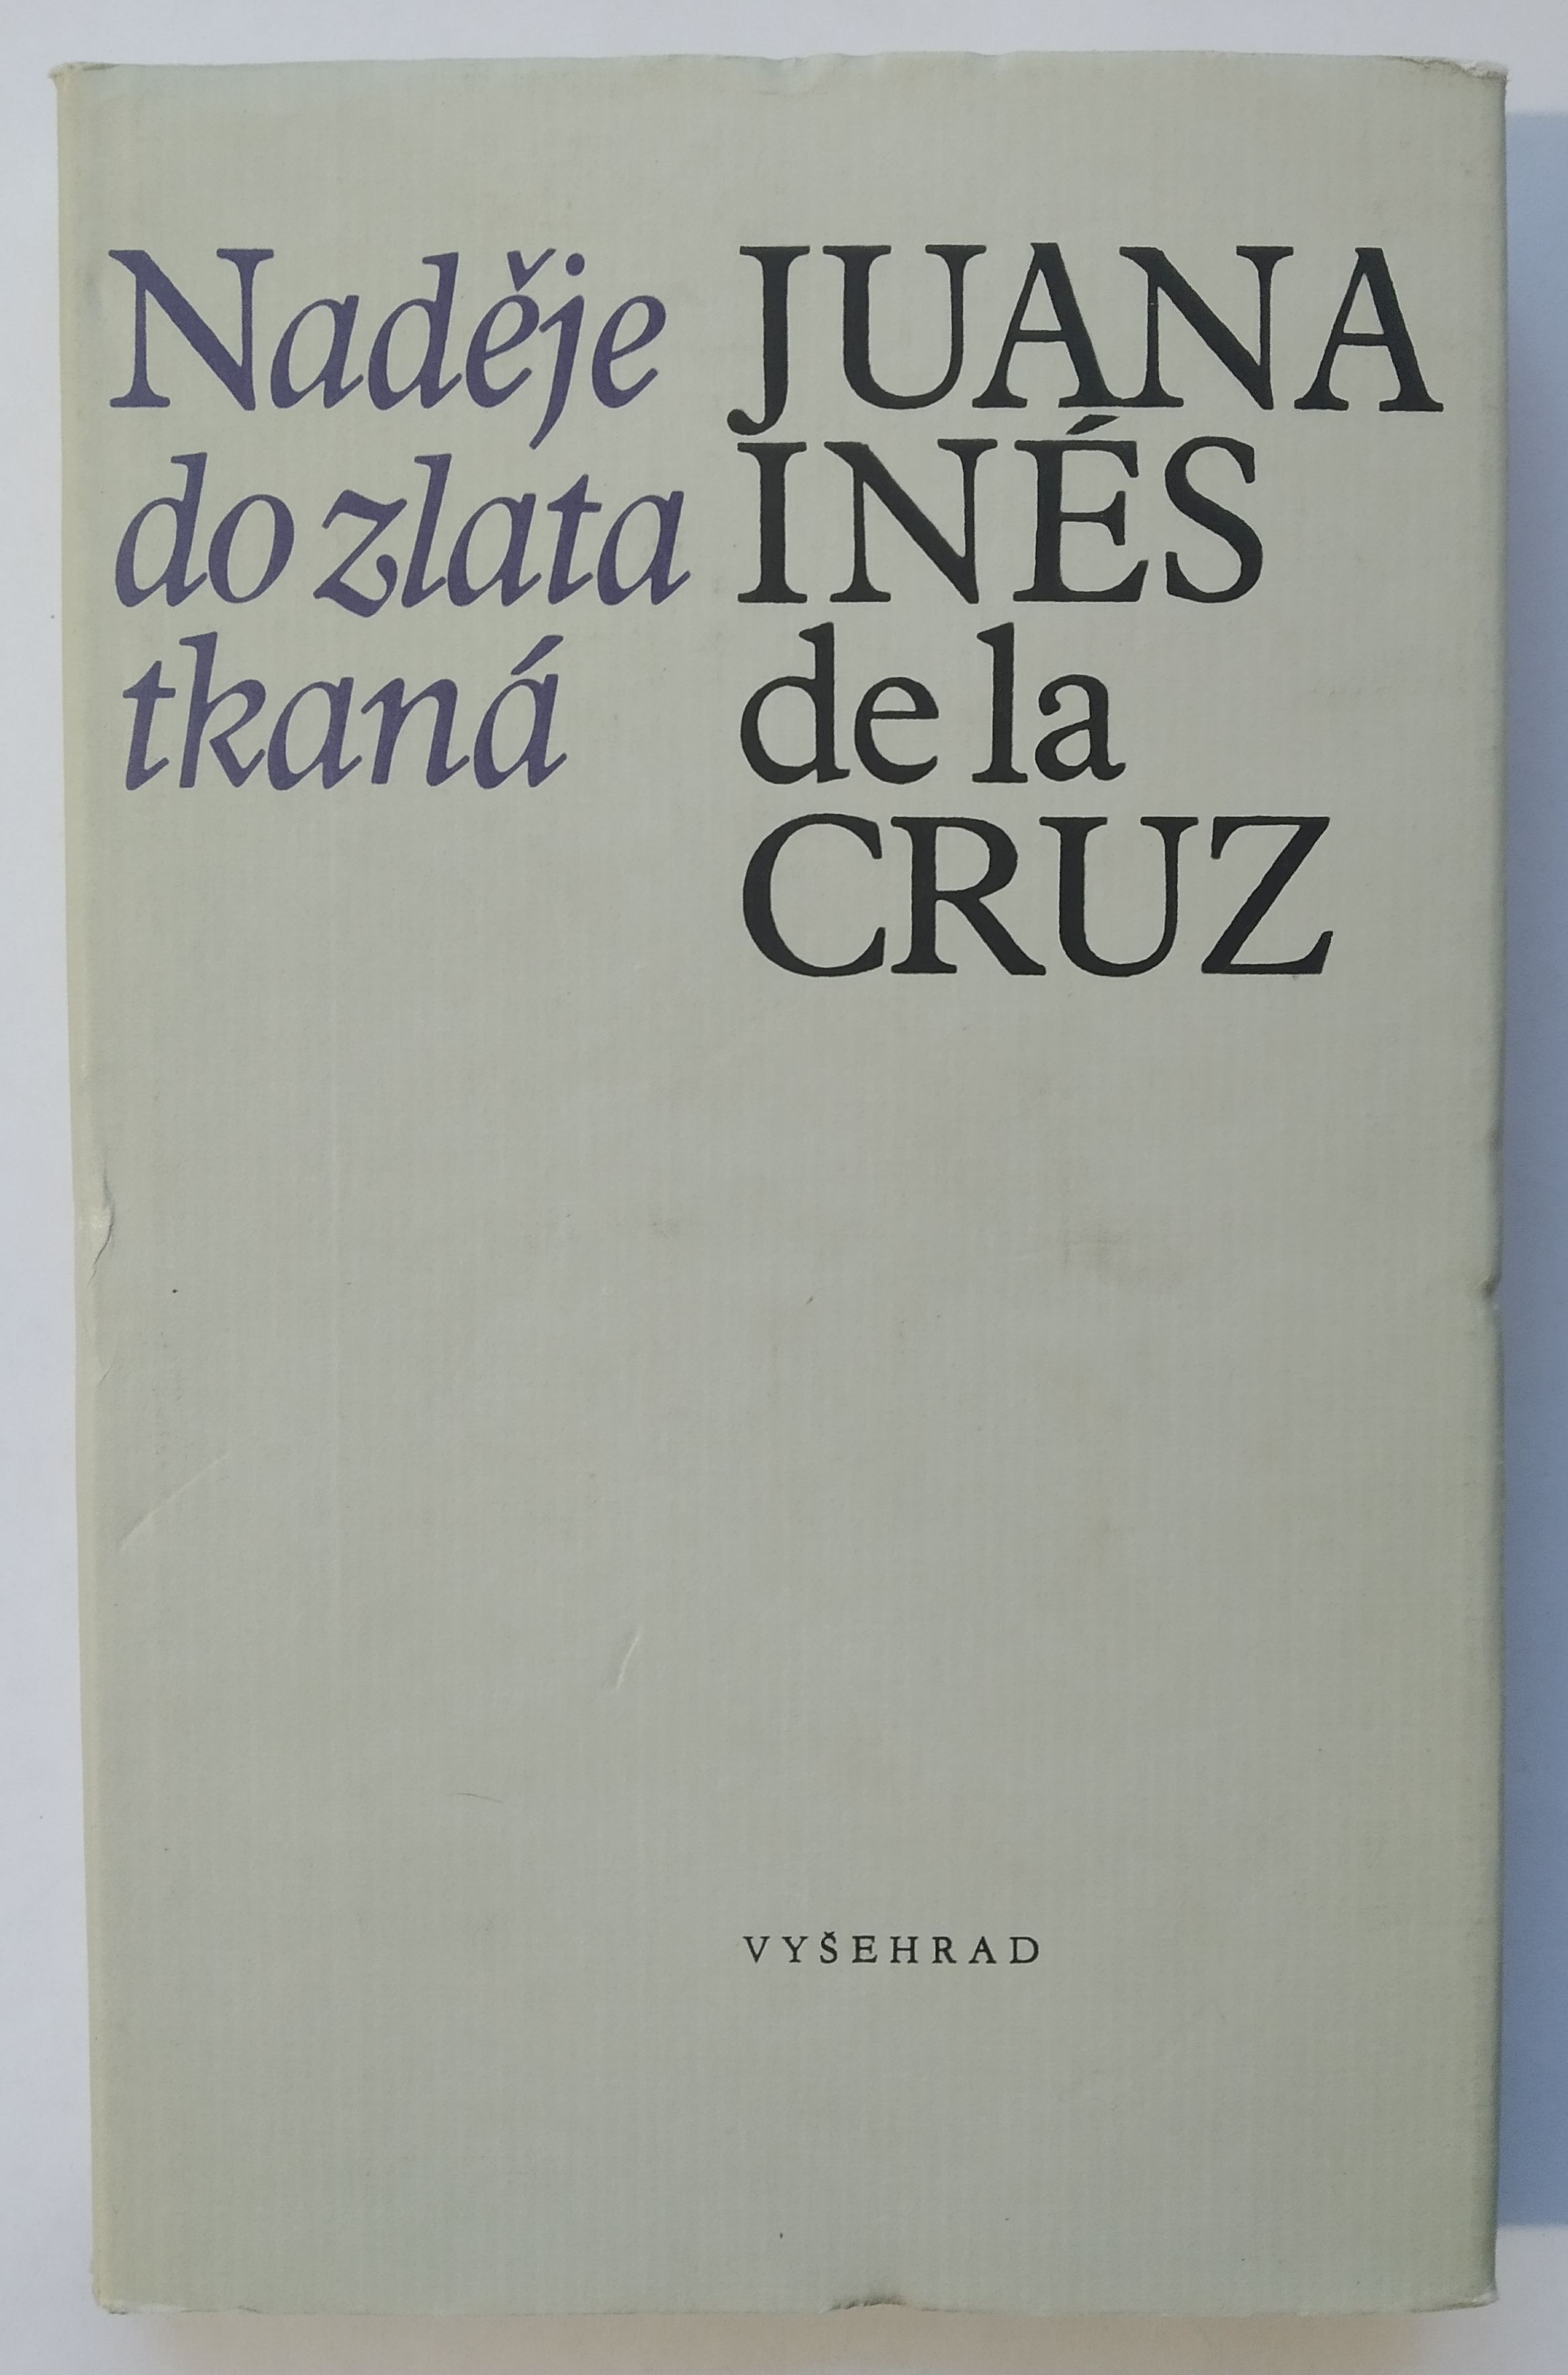 Naděje
do zlata
tkaná
JUANA
INÉS
de la
CRUZ
VYŠEHRAD